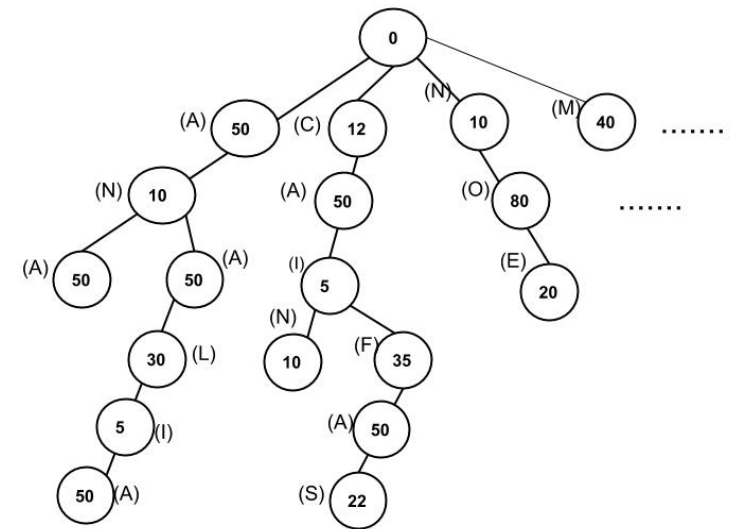 0
(N)
(A) 50 (C) 12 10 (M) 40 .......
(N) 10 (A) 50 (O) 80 .......
(A) 50 50 (A) (I) 5 (E) 20
(N) 10 (F) 35
30 (L)
5 (I) (A) 50
50 (A) (S) 22